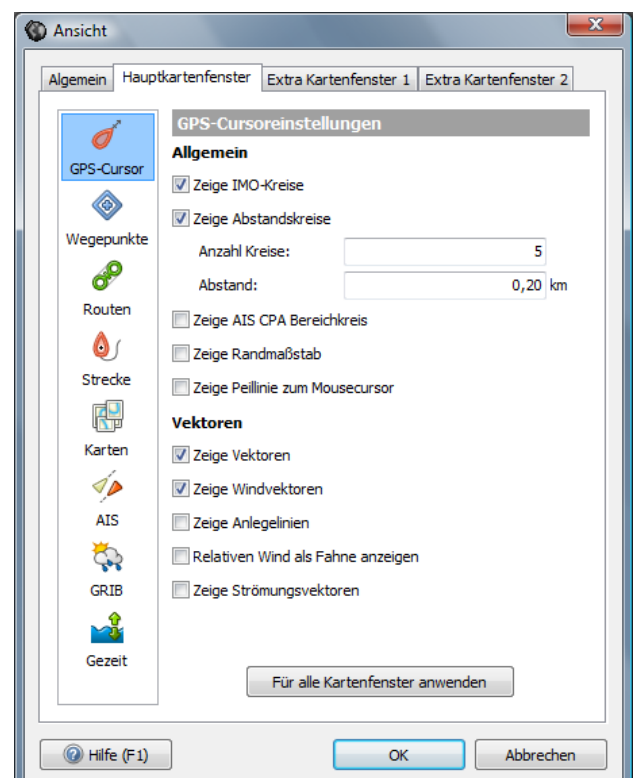 Ansicht
Algemein
Hauptkartenfenster
Extra Kartenfenster 1
Extra Kartenfenster 2
GPS-Cursor
Wegepunkte
Routen
Strecke
Karten
AIS
GRIB
Gezeit
GPS-Cursoreinstellungen
Allgemein
Zeige IMO-Kreise
Zeige Abstandskreise
Anzahl Kreise: 5
Abstand: 0,20 km
Zeige AIS CPA Bereichkreis
Zeige Randmaßstab
Zeige Peillinie zum Mousecursor
Vektoren
Zeige Vektoren
Zeige Windvektoren
Zeige Anlegelinien
Relativen Wind als Fahne anzeigen
Zeige Strömungsvektoren
Für alle Kartenfenster anwenden
Hilfe (F1)
OK
Abbrechen